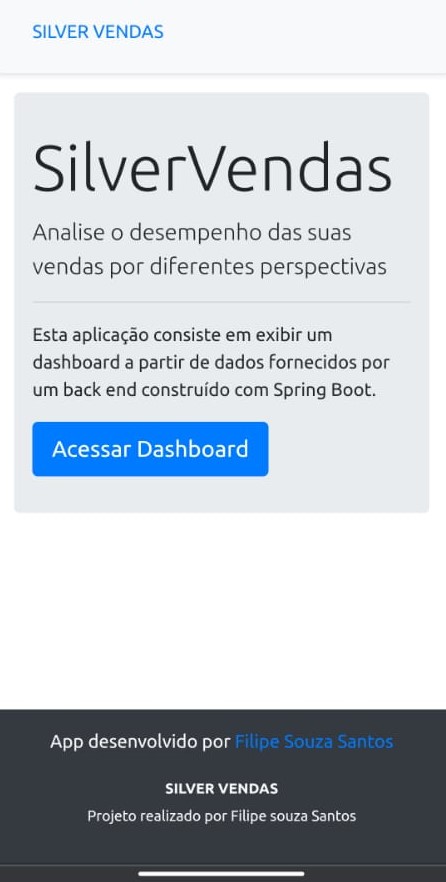 SILVER VENDAS
SilverVendas
Analise o desempenho das suas
vendas por diferentes perspectivas
Esta aplicação consiste em exibir um
dashboard a partir de dados fornecidos por
um back end construído com Spring Boot.
Acessar Dashboard
App desenvolvido por Filipe Souza Santos
SILVER VENDAS
Projeto realizado por Filipe souza Santos